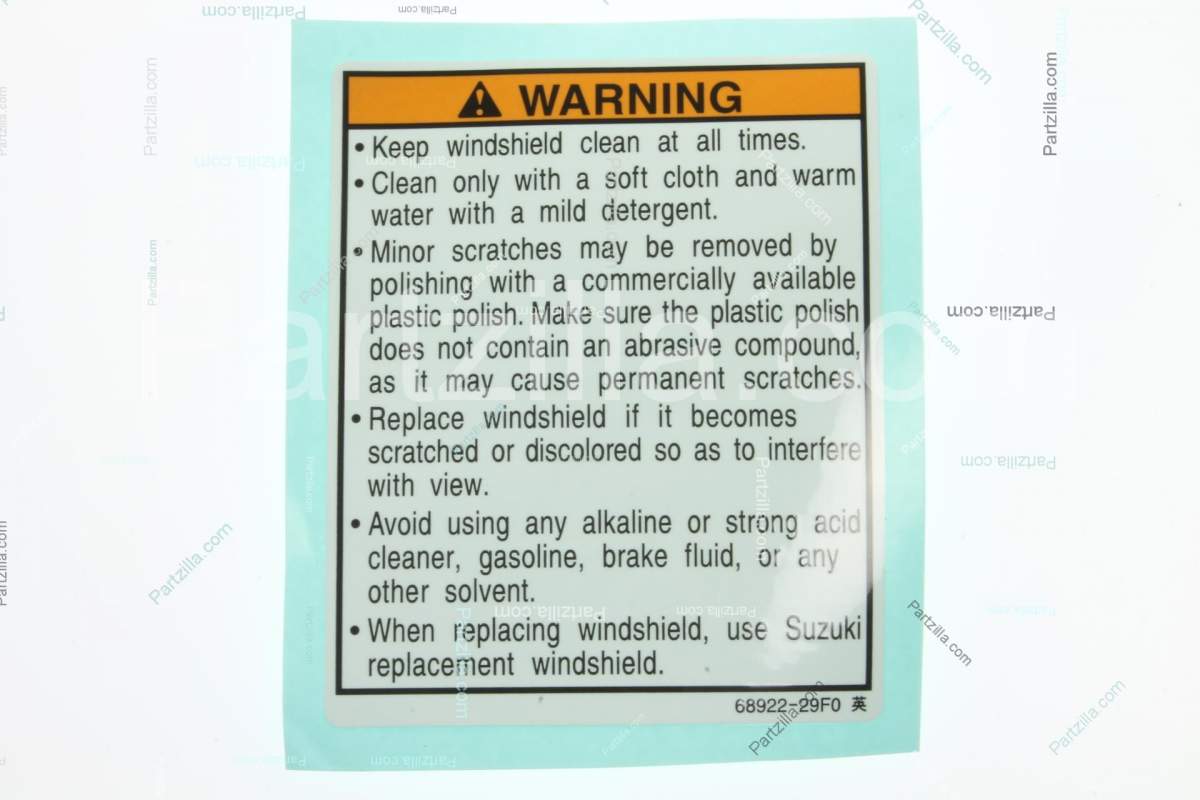 WARNING
• Keep windshield clean at all times.
• Clean only with a soft cloth and warm
water with a mild detergent.
• Minor scratches may be removed by
polishing with a commercially available
plastic polish. Make sure the plastic polish
does not contain an abrasive compound,
as it may cause permanent scratches.
• Replace windshield if it becomes
scratched or discolored so as to interfere
with view.
• Avoid using any alkaline or strong acid
cleaner, gasoline, brake fluid, or any
other solvent.
• When replacing windshield, use Suzuki
replacement windshield.
68922-29F0 英
Partzilla.com